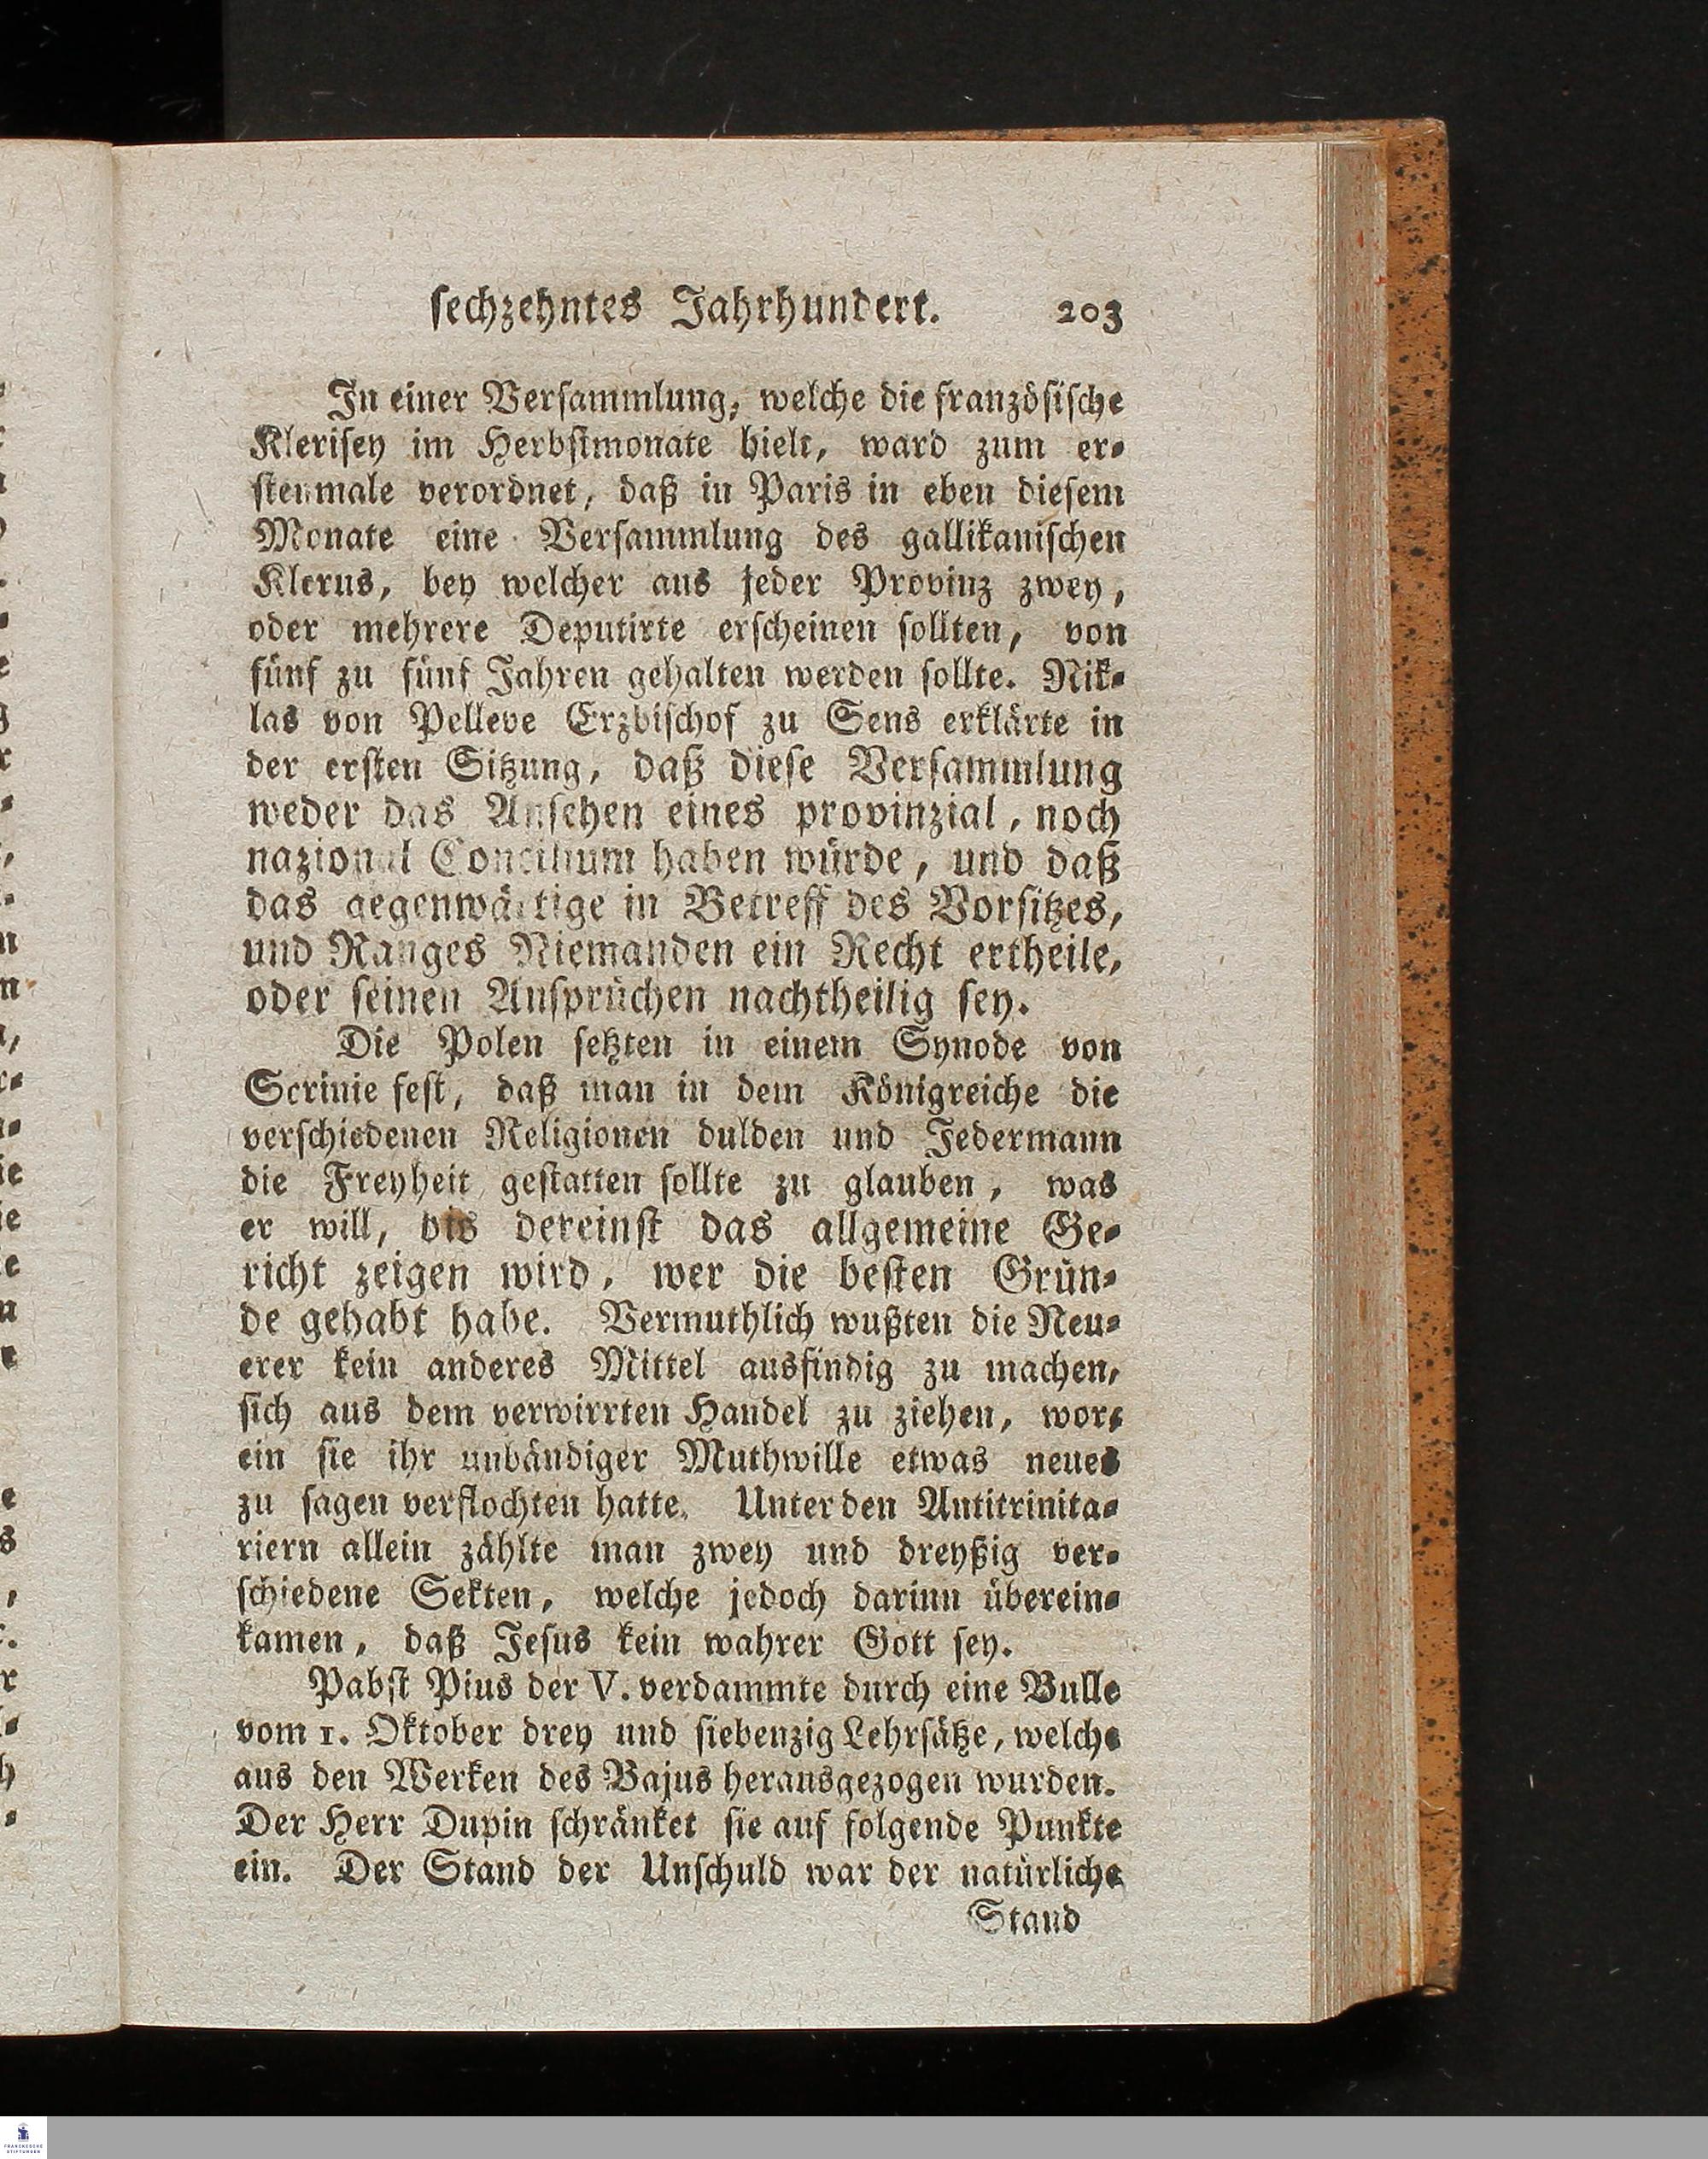 sechzehntes Jahrhundert. 203
In einer Versammlung, welche die französische
Klerisey im Herbstmonate hielt, ward zum er-
stenmale verordnet, daß in Paris in eben diesem
Monate eine Versammlung des gallikanischen
Klerus, bey welcher aus jeder Provinz zwey,
oder mehrere Deputirte erscheinen sollten, von
fünf zu fünf Jahren gehalten werden sollte. Nik-
las von Pelleve Erzbischof zu Sens erklärte in
der ersten Sitzung, daß diese Versammlung
weder das Ansehen eines provinzial, noch
nazional Concilium haben würde, und daß
das gegenwärtige in Betreff des Vorsitzes,
und Ranges Niemanden ein Recht ertheile,
oder seinen Ansprüchen nachtheilig sey.
Die Polen setzten in einem Synode von
Scrinie fest, daß man in dem Königreiche die
verschiedenen Religionen dulden und Jedermann
die Freyheit gestatten sollte zu glauben, was
er will, bis dereinst das allgemeine Ge-
richt zeigen wird, wer die besten Grün-
de gehabt habe. Vermuthlich wußten die Neu-
erer kein anderes Mittel ausfindig zu machen,
sich aus dem verwirrten Handel zu ziehen, wor-
ein sie ihr unbändiger Muthwille etwas neues
zu sagen verflochten hatte. Unter den Antitrinita-
riern allein zählte man zwey und dreyßig ver-
schiedene Sekten, welche jedoch darinn überein-
kamen, daß Jesus kein wahrer Gott sey.
Pabst Pius der V. verdammte durch eine Bulle
vom 1. Oktober drey und siebenzig Lehrsätze, welche
aus den Werken des Bajus herausgezogen wurden.
Der Herr Dupin schränket sie auf folgende Punkte
ein. Der Stand der Unschuld war der natürliche
Stand
FRANCKESCHE
STIFTUNGEN